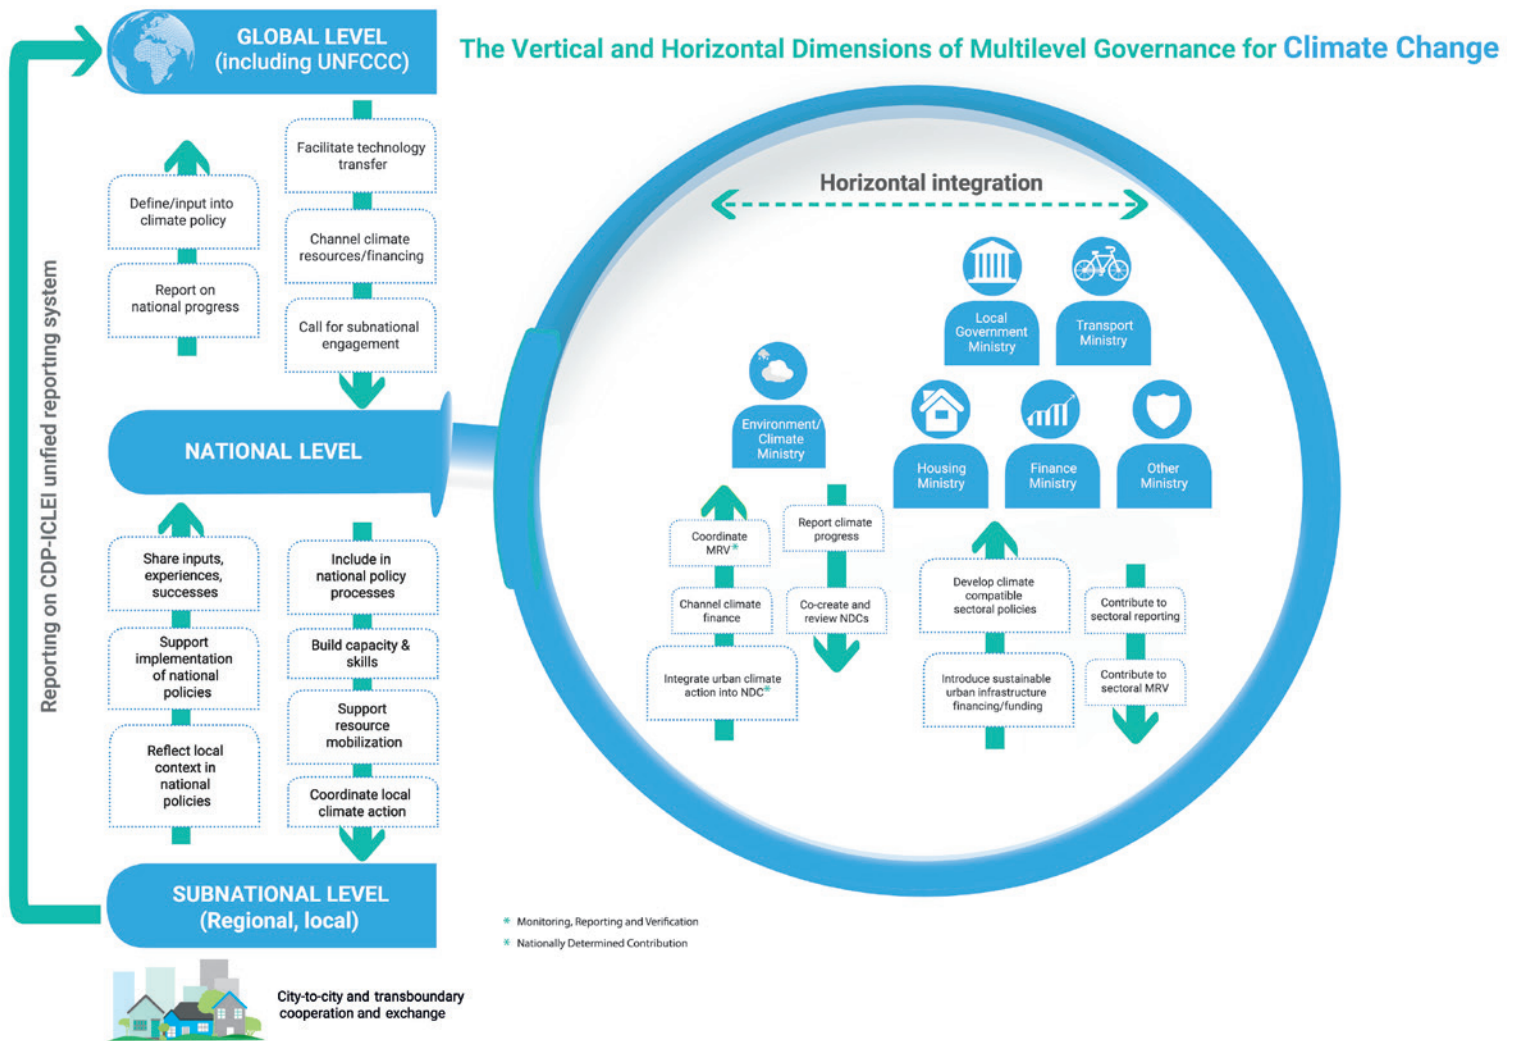 GLOBAL LEVEL
(including UNFCCC)
The Vertical and Horizontal Dimensions of Multilevel Governance for Climate Change
Reporting on CDP-ICLEI unified reporting system
Define/input into
climate policy
Report on
national progress
Facilitate technology
transfer
Channel climate
resources/financing
Call for subnational
engagement
NATIONAL LEVEL
Share inputs,
experiences,
successes
Support
implementation
of national
policies
Reflect local
context in
national
policies
Include in
national policy
processes
Build capacity &
skills
Support
resource
mobilization
Coordinate local
climate action
SUBNATIONAL LEVEL
(Regional, local)
City-to-city and transboundary
cooperation and exchange
Horizontal integration
Local
Government
Ministry
Transport
Ministry
Environment/
Climate
Ministry
Housing
Ministry
Finance
Ministry
Other
Ministry
Coordinate
MRV*
Channel climate
finance
Integrate urban climate
action into NDC*
Report climate
progress
Co-create and
review NDCs
Develop climate
compatible
sectoral policies
Introduce sustainable
urban infrastructure
financing/funding
Contribute to
sectoral reporting
Contribute to
sectoral MRV
* Monitoring, Reporting and Verification
* Nationally Determined Contribution